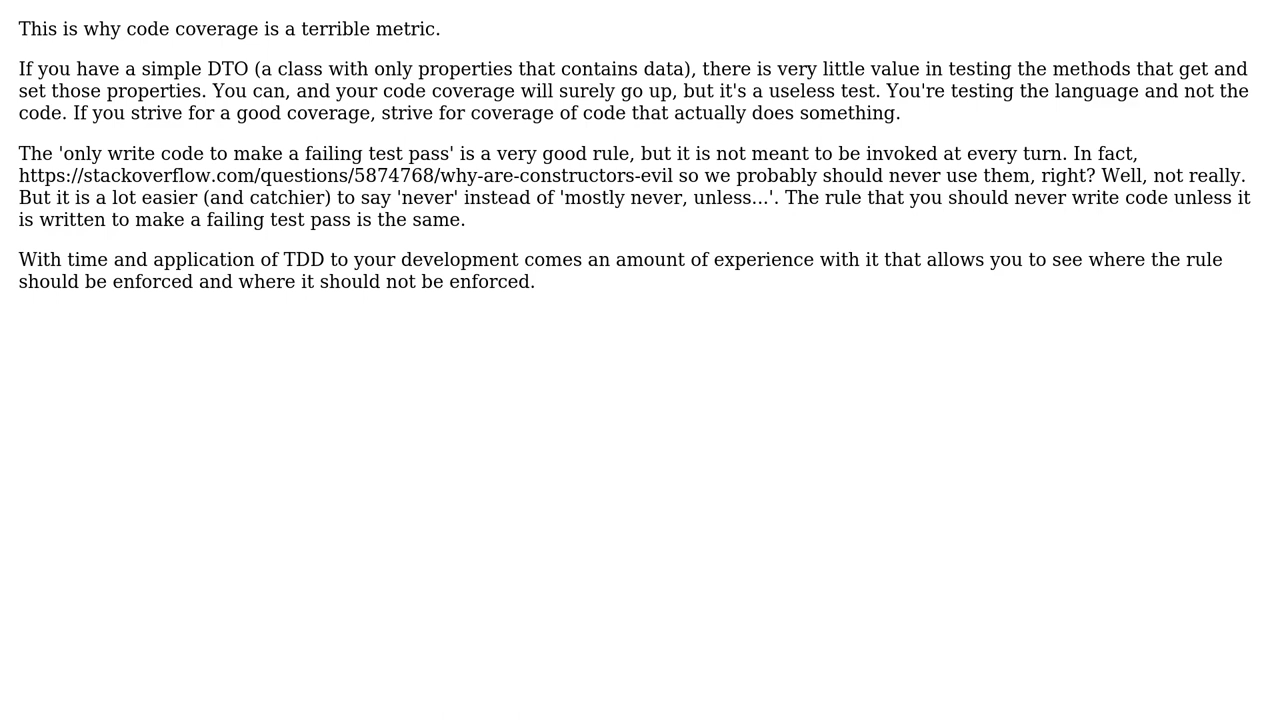 This is why code coverage is a terrible metric.
If you have a simple DTO (a class with only properties that contains data), there is very little value in testing the methods that get and
set those properties. You can, and your code coverage will surely go up, but it's a useless test. You're testing the language and not the
code. If you strive for a good coverage, strive for coverage of code that actually does something.
The 'only write code to make a failing test pass' is a very good rule, but it is not meant to be invoked at every turn. In fact,
https://stackoverflow.com/questions/5874768/why-are-constructors-evil so we probably should never use them, right? Well, not really.
But it is a lot easier (and catchier) to say 'never' instead of 'mostly never, unless...'. The rule that you should never write code unless it
is written to make a failing test pass is the same.
With time and application of TDD to your development comes an amount of experience with it that allows you to see where the rule
should be enforced and where it should not be enforced.